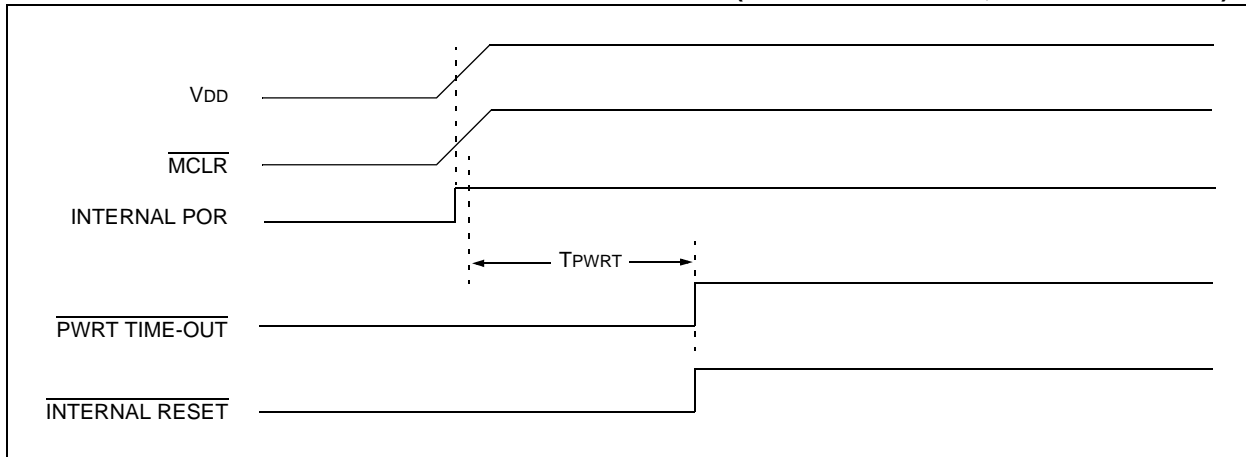 VDD
MCLR
INTERNAL POR
TPWRT
PWRT TIME-OUT
INTERNAL RESET